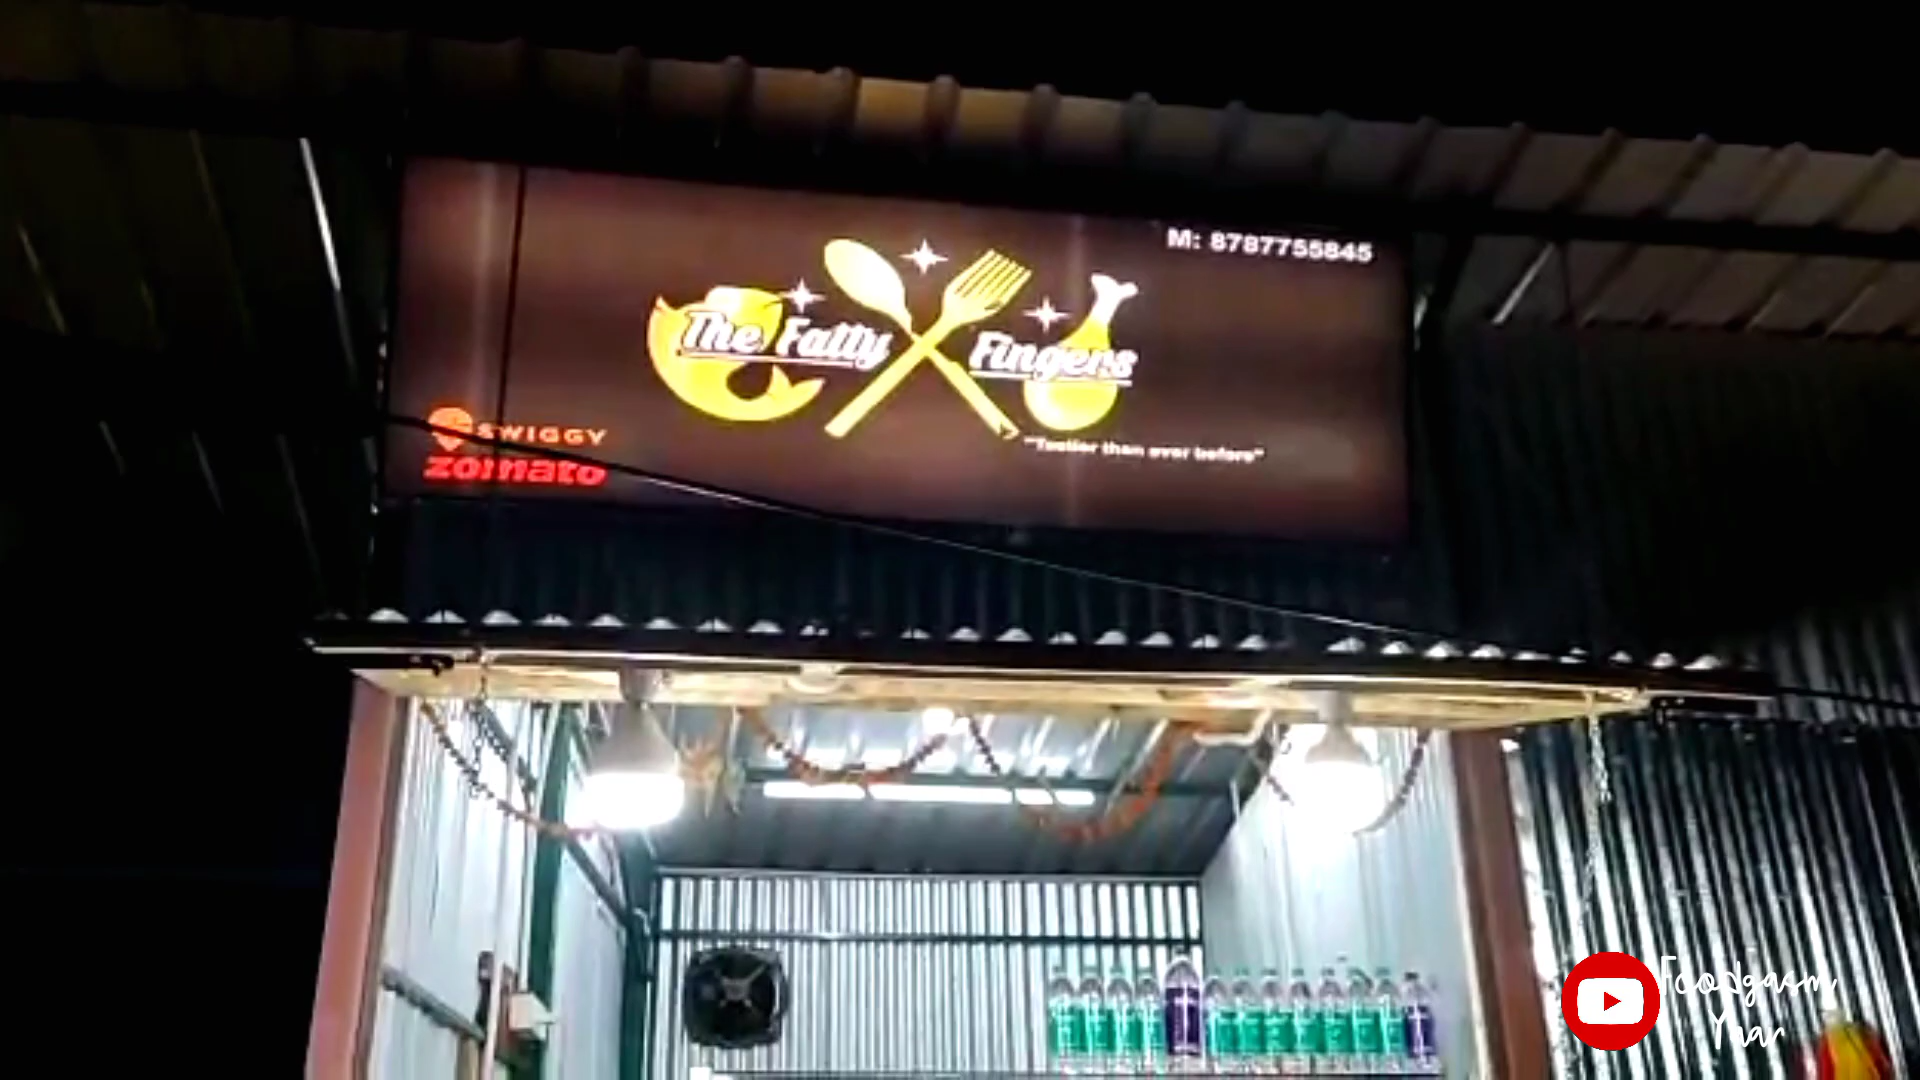 M: 8787755845
The Fatty Fingers
"Tastier than ever before"
SWIGGY
zomato
Foodgasm
Yaar